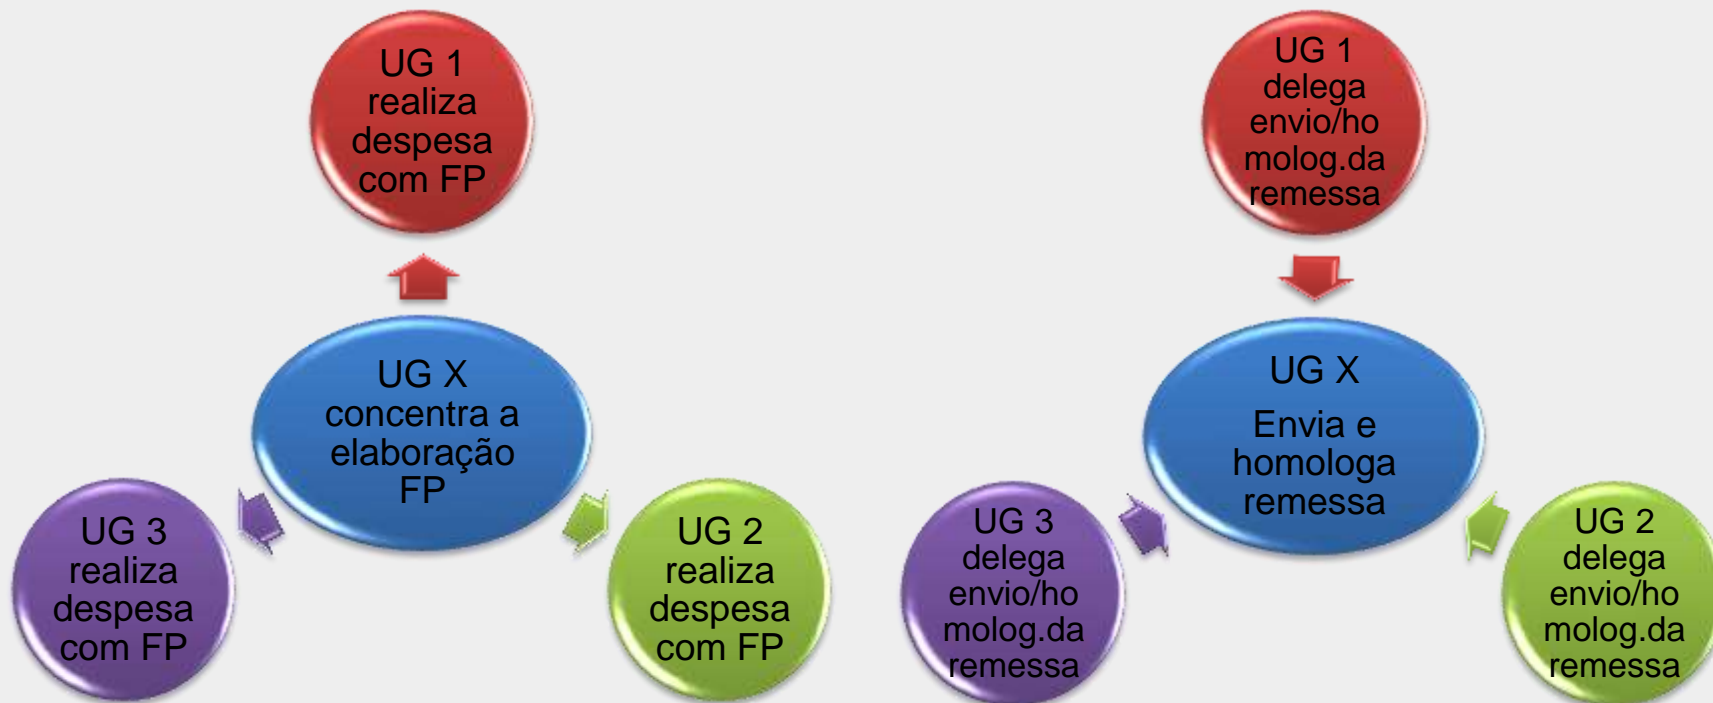 UG 1
realiza
despesa
com FP
UG X
concentra a
elaboração
FP
UG 3
realiza
despesa
com FP
UG 2
realiza
despesa
com FP
UG 1
delega
envio/ho
molog.da
remessa
UG X
Envia e
homologa
remessa
UG 3
delega
envio/ho
molog.da
remessa
UG 2
delega
envio/ho
molog.da
remessa